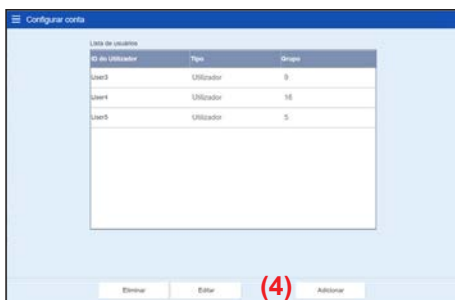 Configurar conta
Lista de usuários
ID do Utilizador Tipo Grupo
User3 Utilizador 9
User4 Utilizador 16
User5 Utilizador 5
Eliminar Editar (4) Adicionar